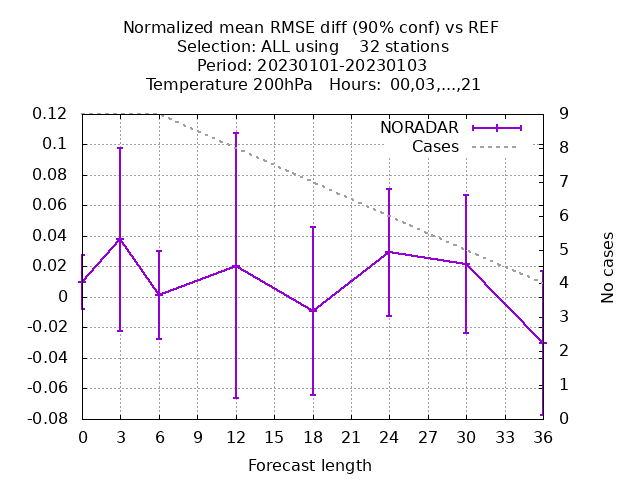 Normalized mean RMSE diff (90% conf) vs REF
Selection: ALL using    32 stations
Period: 20230101-20230103
Temperature 200hPa   Hours:  00,03,...,21
NORADAR
Cases
0.12
0.1
0.08
0.06
0.04
0.02
0
-0.02
-0.04
-0.06
-0.08
9
8
7
6
5
4
3
2
1
0
No cases
0 3 6 9 12 15 18 21 24 27 30 33 36
Forecast length